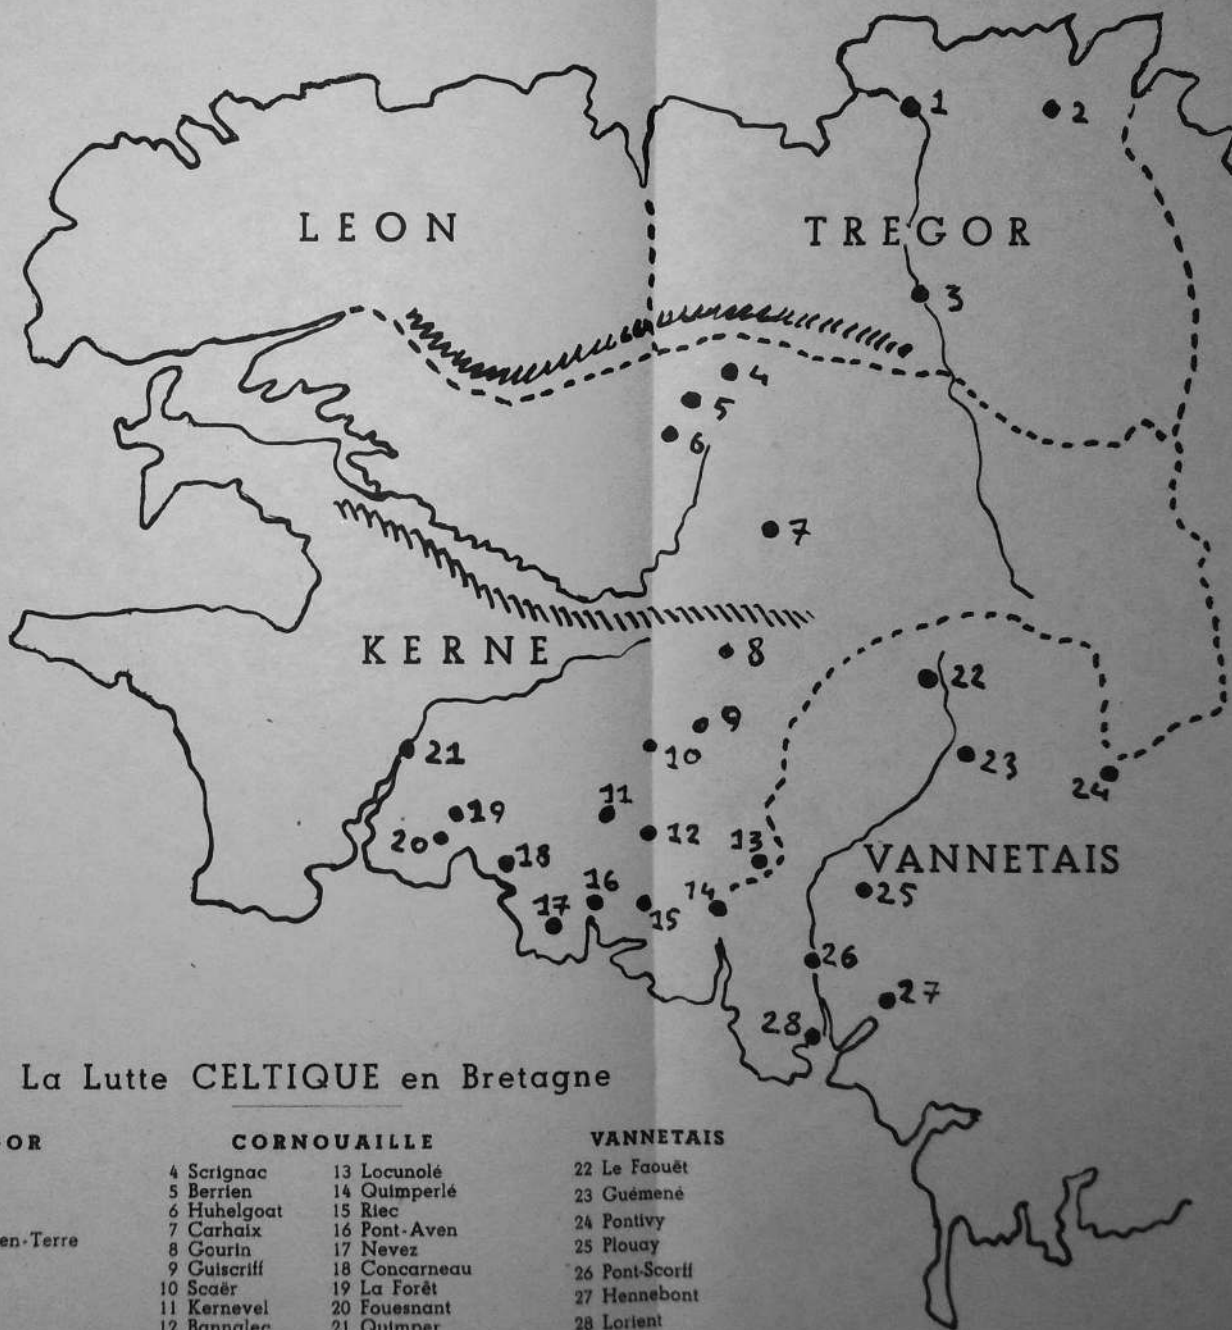 1
2
LEON
TREGOR
3
4
5
6
7
KERNE
8
22
9
21
10
23
24
11
19
12
20
13
VANNETAIS
18
16
14
25
17
15
26
27
28
La Lutte CELTIQUE en Bretagne
OR
en-Terre
CORNOUAILLE
4 Scrignac
5 Berrien
6 Huhelgoat
7 Carhaix
8 Gourin
9 Guiscriff
10 Scaër
11 Kernevel
12 Bannalec
13 Locunolé
14 Quimperlé
15 Riec
16 Pont-Aven
17 Nevez
18 Concarneau
19 La Forêt
20 Fouesnant
21 Quimper
VANNETAIS
22 Le Faouët
23 Guémené
24 Pontivy
25 Plouay
26 Pont-Scorff
27 Hennebont
28 Lorient